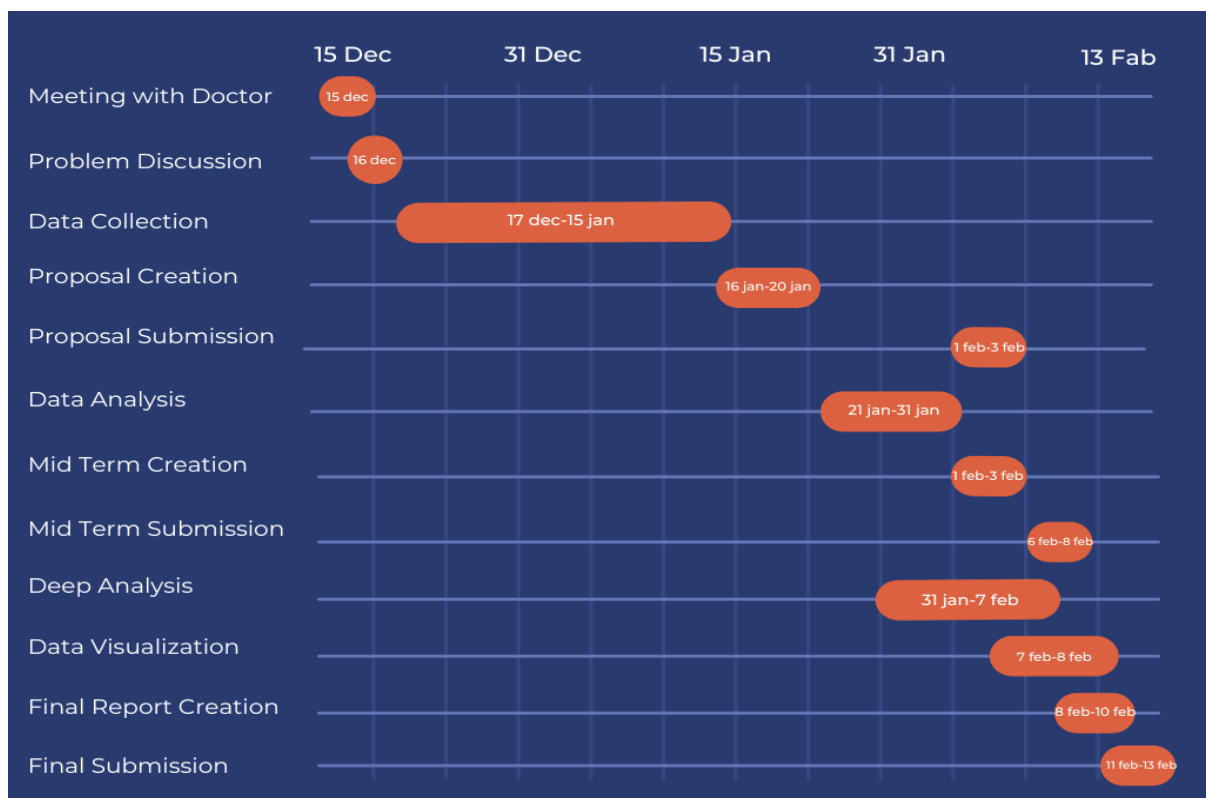 15 Dec 31 Dec 15 Jan 31 Jan 13 Fab
Meeting with Doctor 15 dec
Problem Discussion 16 dec
Data Collection 17 dec-15 jan
Proposal Creation 16 jan-20 jan
Proposal Submission 1 feb-3 feb
Data Analysis 21 jan-31 jan
Mid Term Creation 1 feb-3 feb
Mid Term Submission 6 feb-8 feb
Deep Analysis 31 jan-7 feb
Data Visualization 7 feb-8 feb
Final Report Creation 8 feb-10 feb
Final Submission 11 feb-13 feb